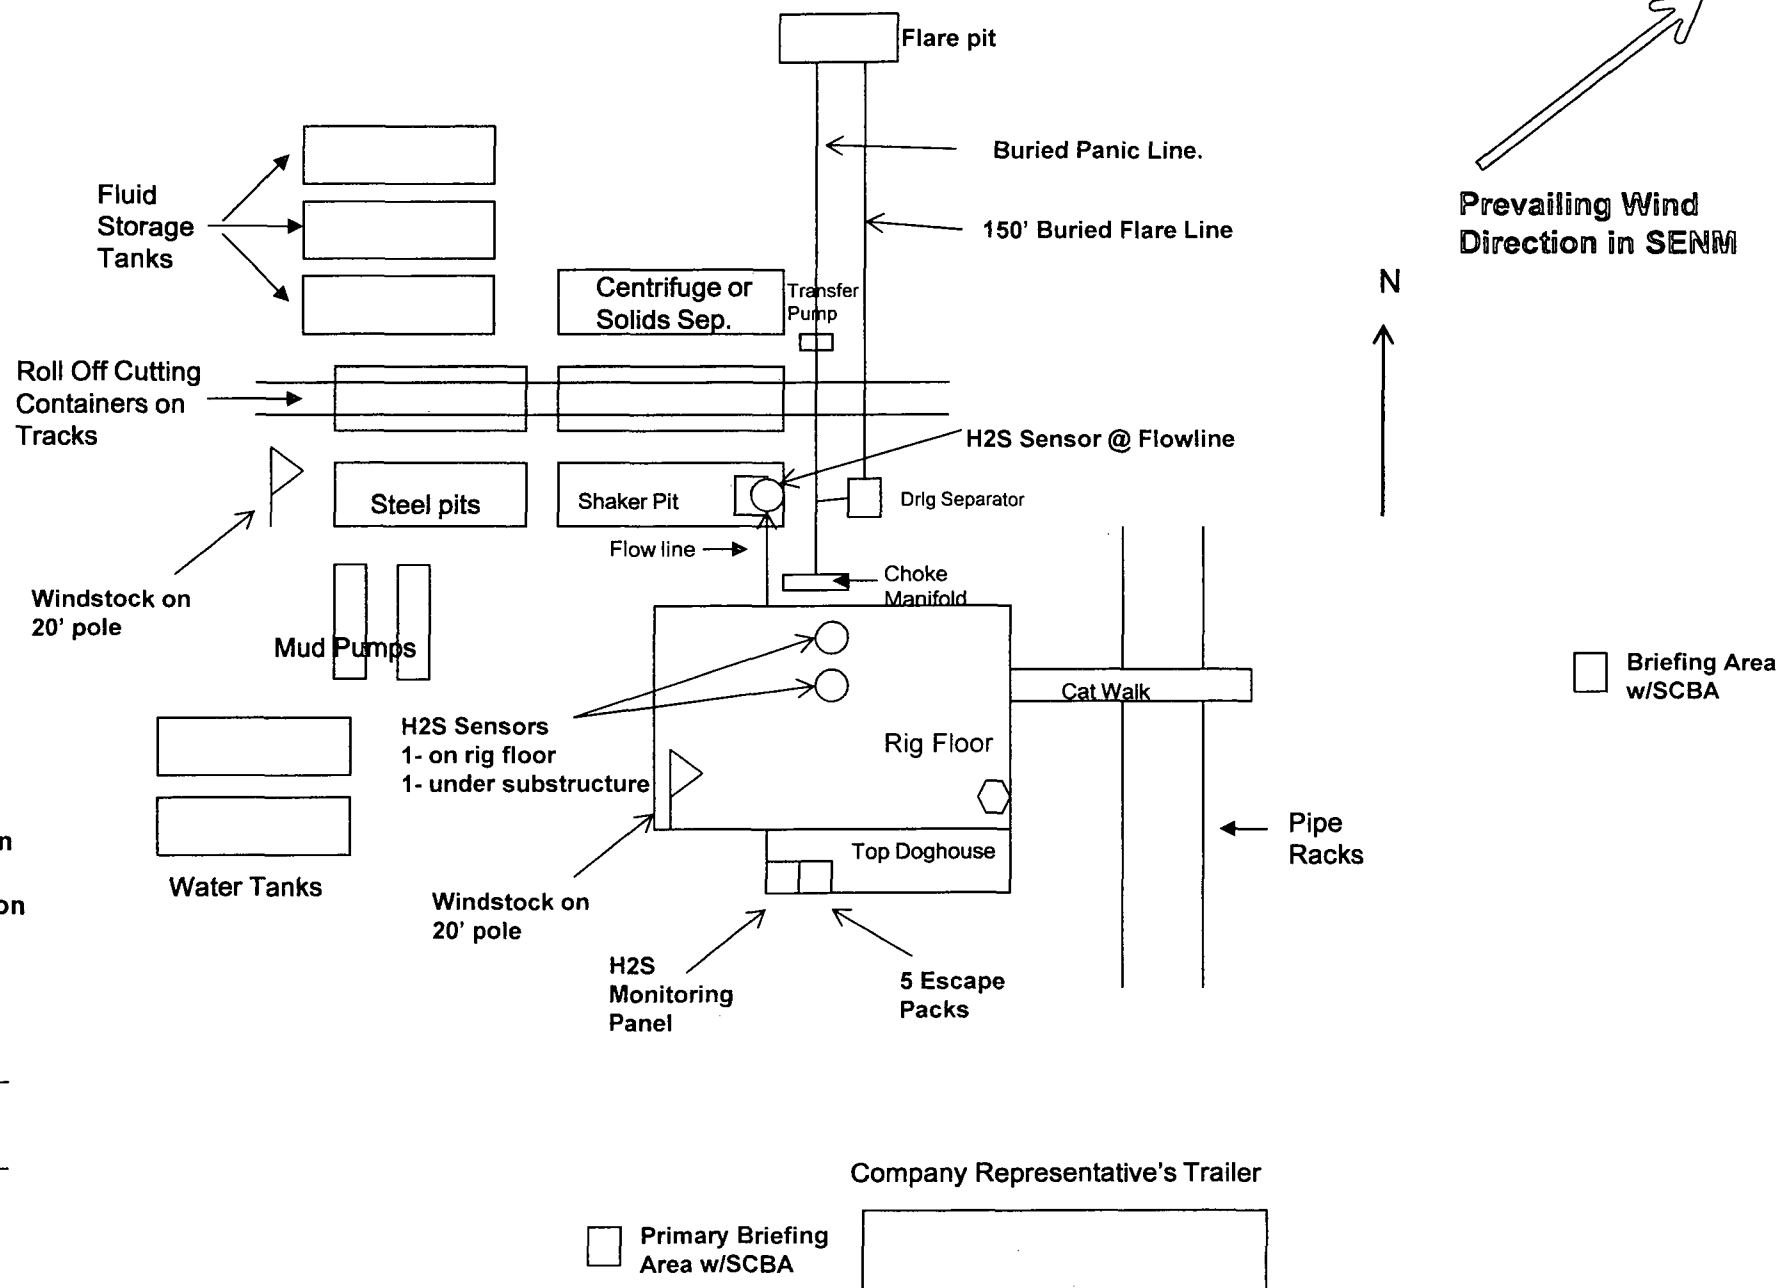 Flare pit
Buried Panic Line.
150' Buried Flare Line
Prevailing Wind
Direction in SENM
N
Fluid
Storage
Tanks
Centrifuge or
Solids Sep.
Transfer
Pump
Roll Off Cutting
Containers on
Tracks
H2S Sensor @ Flowline
Steel pits
Shaker Pit
Drlg Separator
Flow line
Choke
Manifold
Windstock on
20' pole
Mud Pumps
Briefing Area
w/SCBA
Cat Walk
H2S Sensors
1- on rig floor
1- under substructure
Rig Floor
Pipe
Racks
n
Top Doghouse
Water Tanks
on
Windstock on
20' pole
H2S
Monitoring
Panel
5 Escape
Packs
Company Representative's Trailer
Primary Briefing
Area w/SCBA